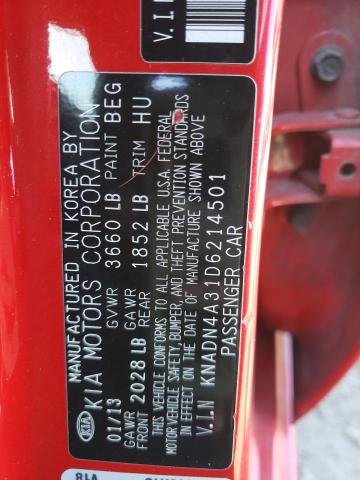 MANUFACTURED IN KOREA BY
KIA KIA MOTORS CORPORATION
01/13 GVWR 3660 LB PAINT BEG
GAWR FRONT 2028 LB GAWR REAR 1852 LB TRIM HU
THIS VEHICLE CONFORMS TO ALL APPLICABLE U.S.A. FEDERAL
MOTOR VEHICLE SAFETY, BUMPER, AND THEFT PREVENTION STANDARDS
IN EFFECT ON THE DATE OF MANUFACTURE SHOWN ABOVE
V.I.N KNADN4A31D6214501
PASSENGER CAR
V.I